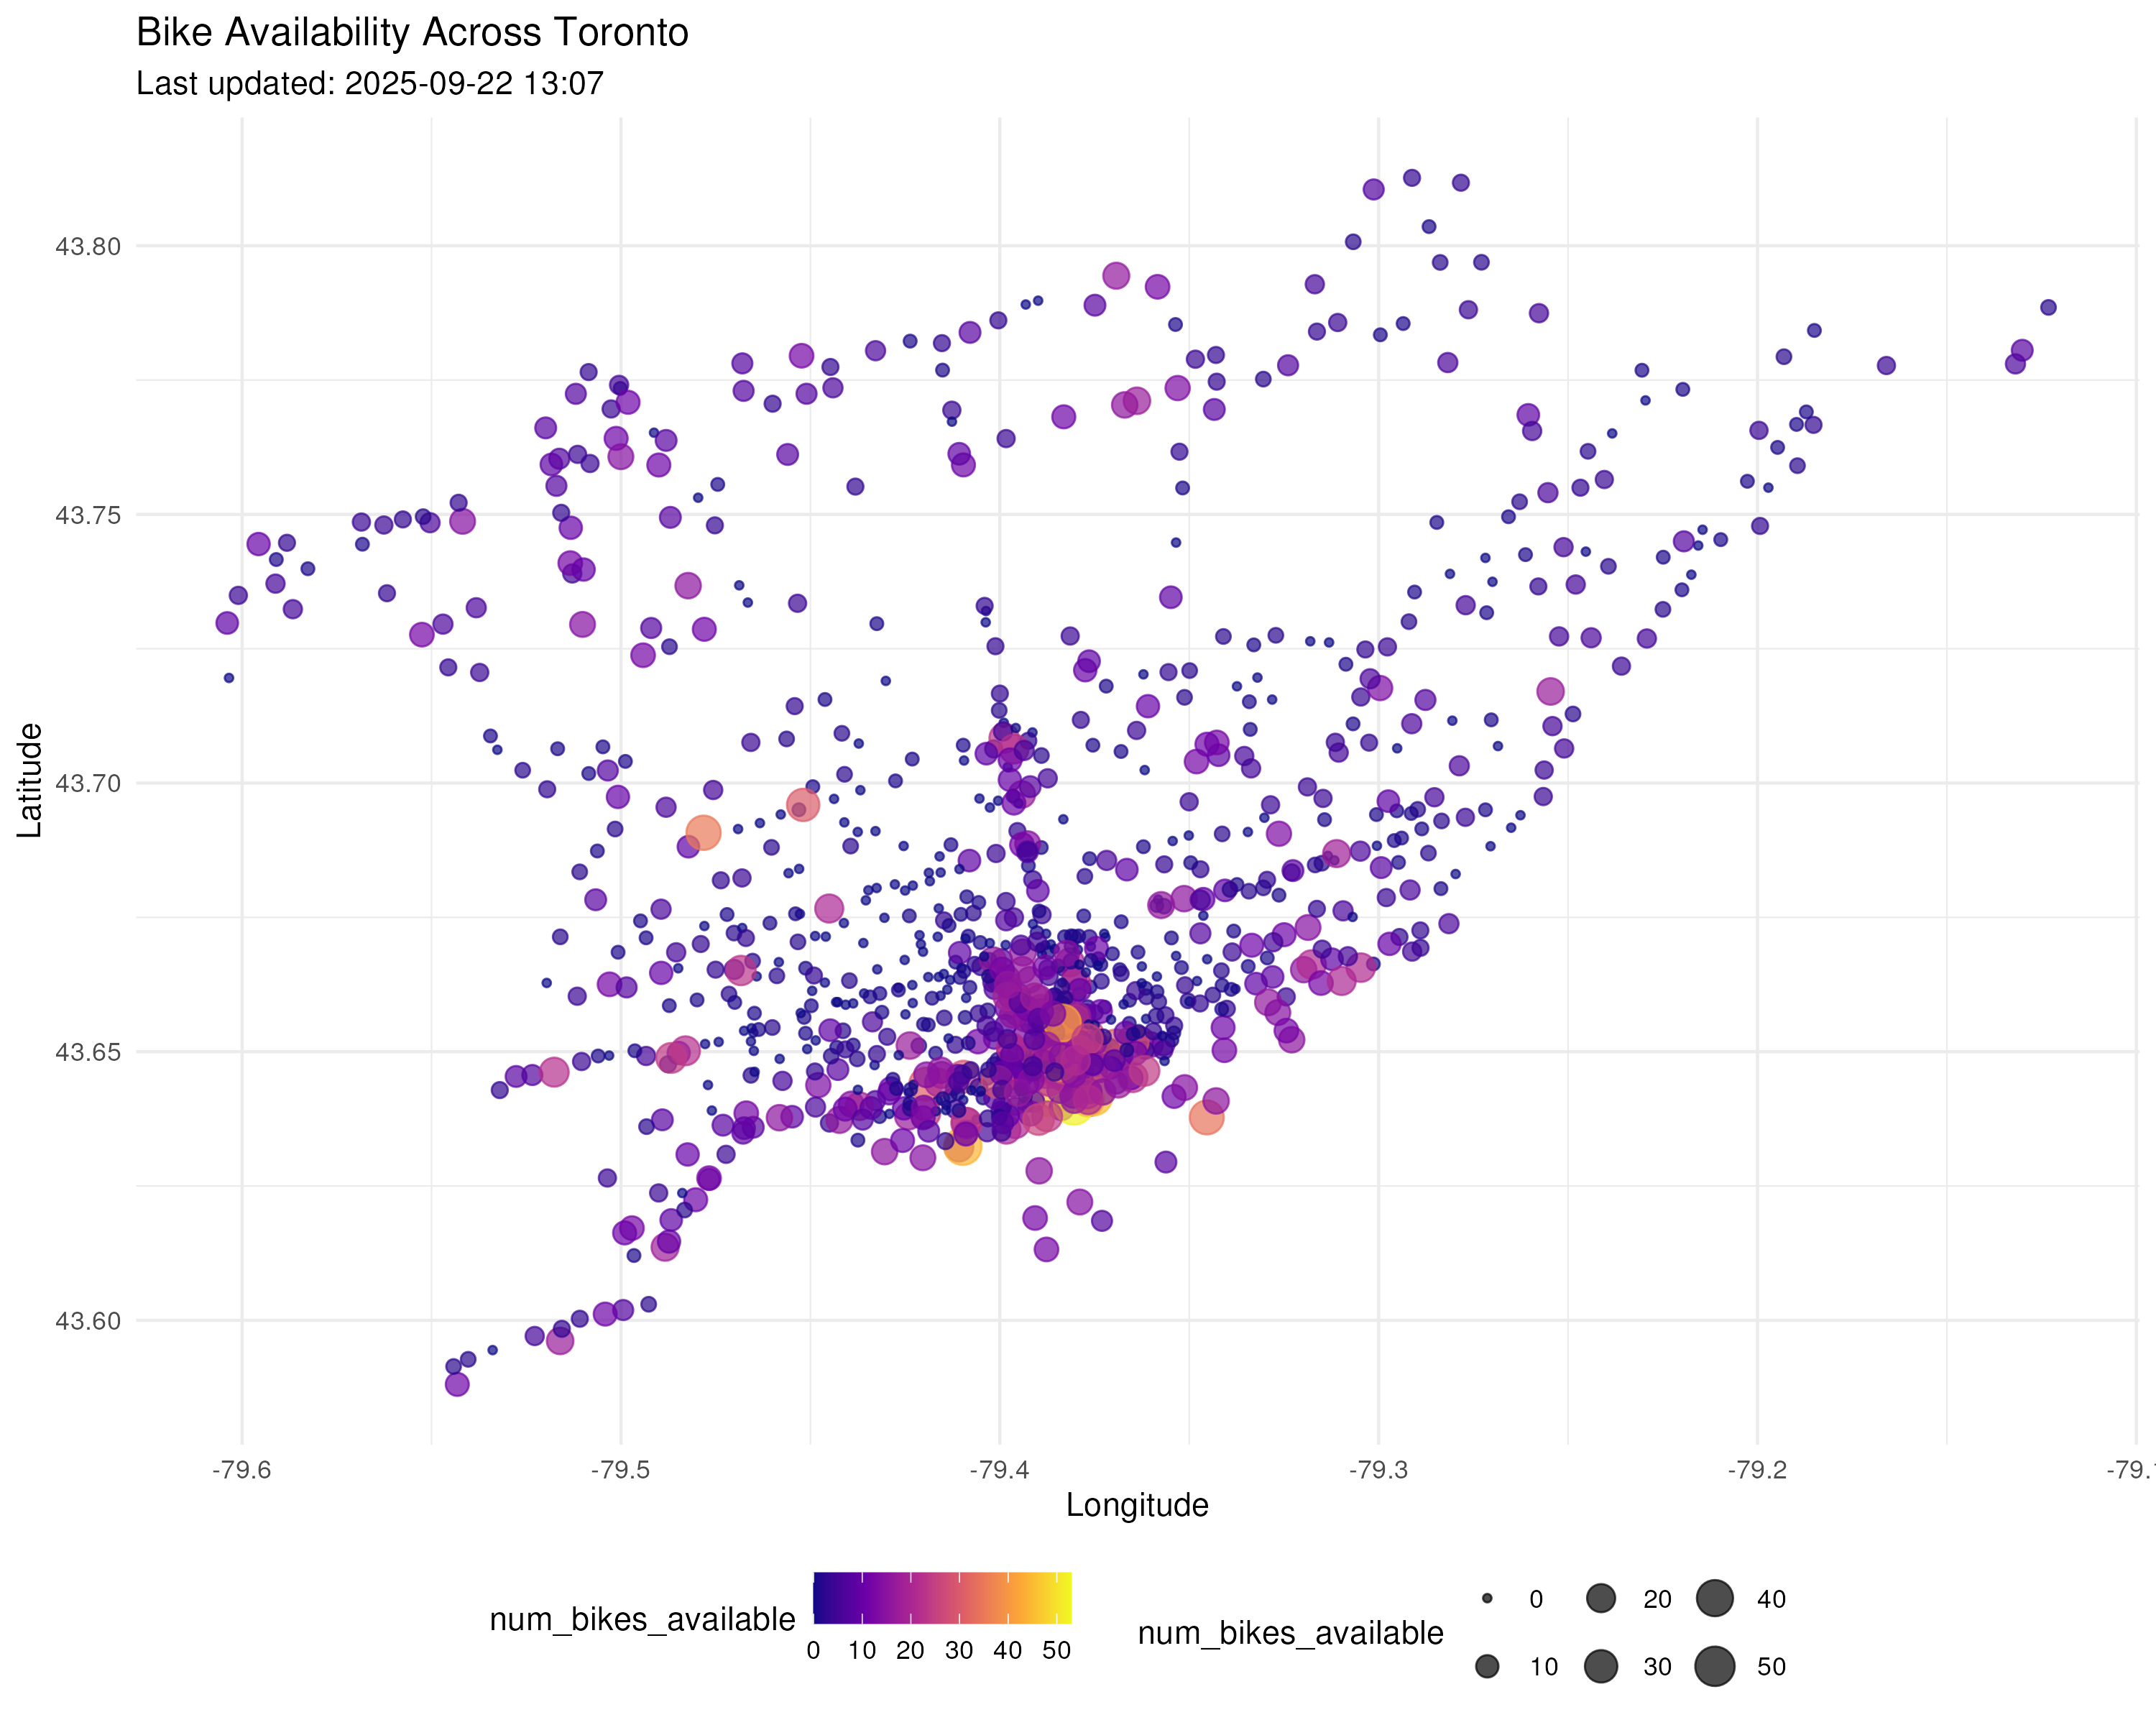 Bike Availability Across Toronto
Last updated: 2025-09-22 13:07
Latitude
43.80
43.75
43.70
43.65
43.60
-79.6
-79.5
-79.4
-79.3
-79.2
-79.
Longitude
num_bikes_available
0 10 20 30 40 50
num_bikes_available
0 20 40
10 30 50